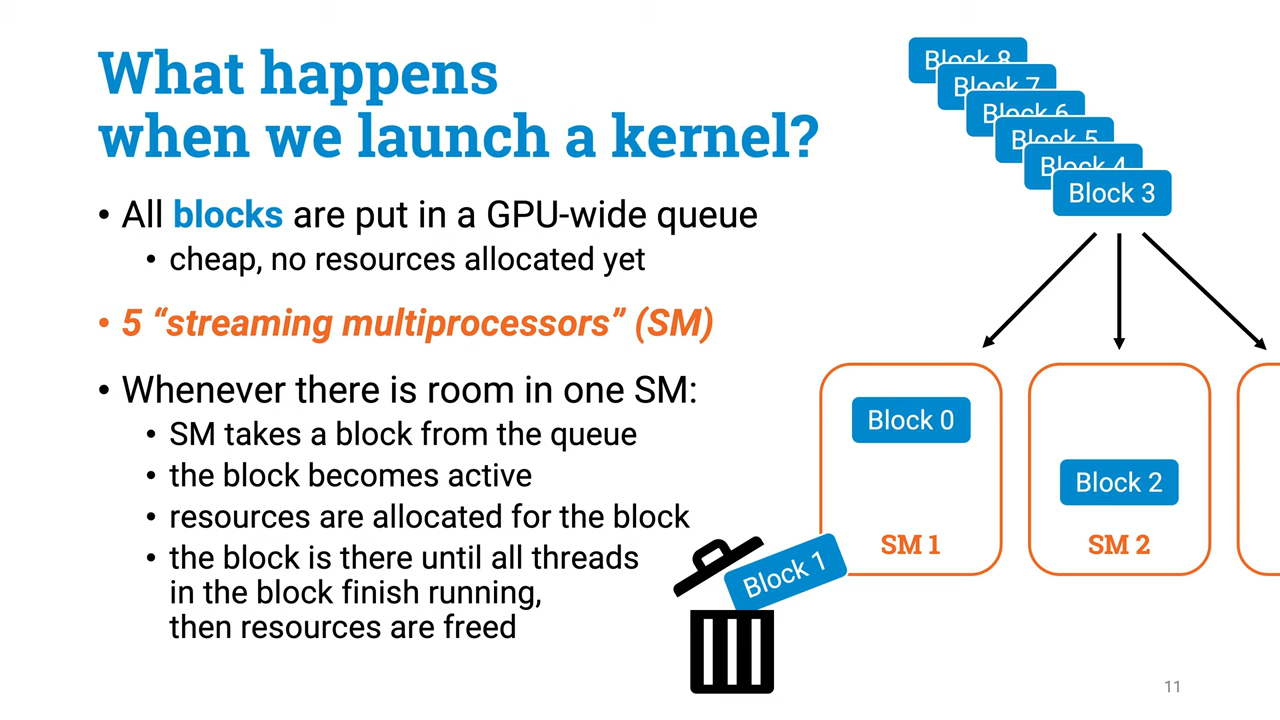 What happens
when we launch a kernel?
• All blocks are put in a GPU-wide queue
• cheap, no resources allocated yet
• 5 “streaming multiprocessors” (SM)
• Whenever there is room in one SM:
• SM takes a block from the queue
• the block becomes active
• resources are allocated for the block
• the block is there until all threads
in the block finish running,
then resources are freed
Block 8
Block 7
Block 6
Block 5
Block 4
Block 3
Block 0
SM 1
Block 2
SM 2
Block 1
11